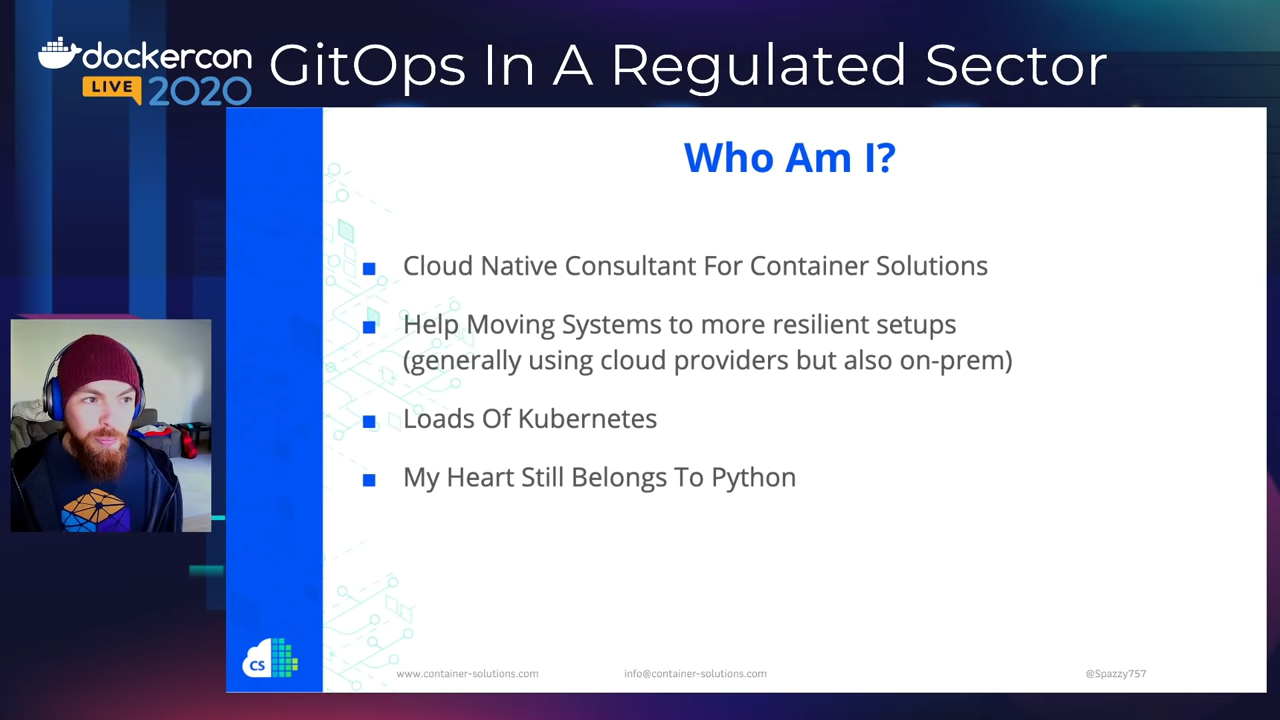 dockercon
LIVE 2020
GitOps In A Regulated Sector
Who Am I?
Cloud Native Consultant For Container Solutions
Help Moving Systems to more resilient setups
(generally using cloud providers but also on-prem)
Loads Of Kubernetes
My Heart Still Belongs To Python
CS
www.container-solutions.com
info@container-solutions.com
@Spazzy757